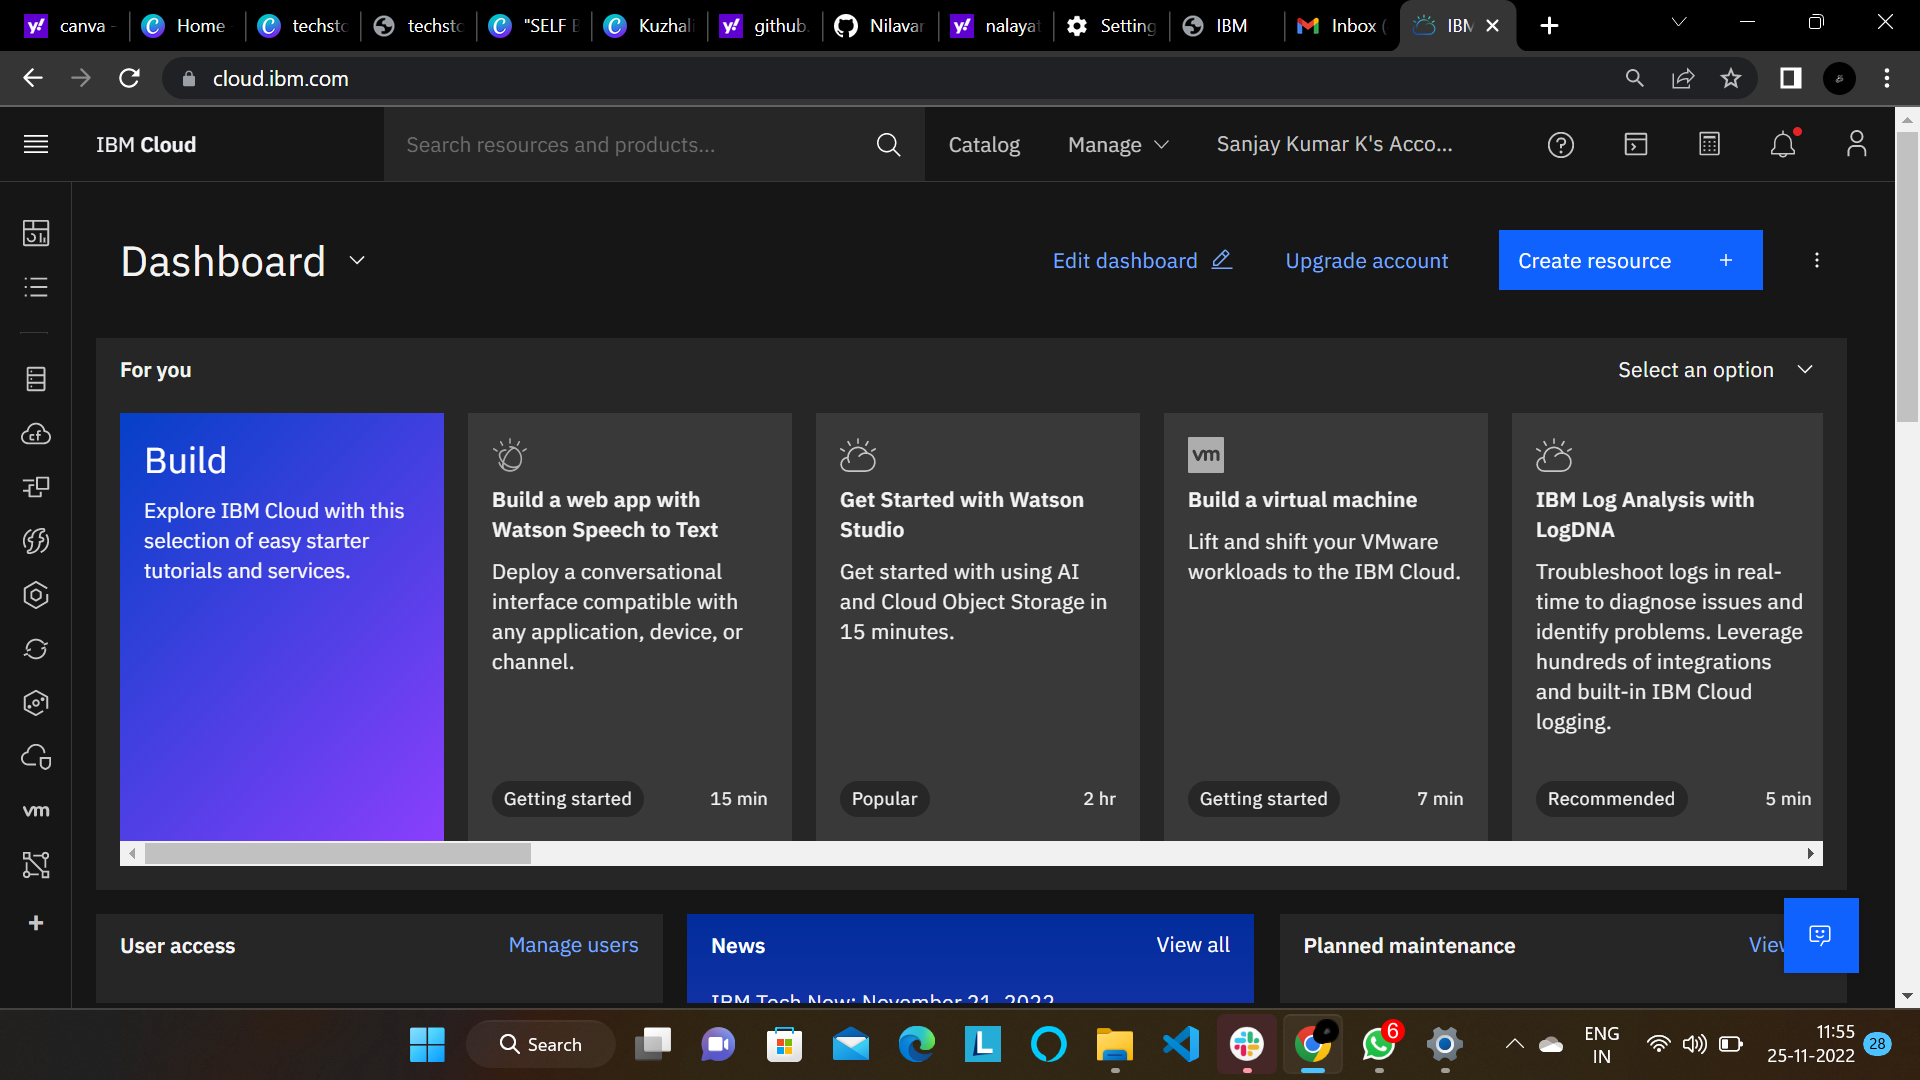 canva
Home
techsto
techsto
"SELF B
Kuzhali
github.
Nilavar
nalayat
Setting
IBM
Inbox (
IBM
cloud.ibm.com
IBM Cloud
Search resources and products...
Catalog
Manage
Sanjay Kumar K's Acco...
Dashboard
Edit dashboard
Upgrade account
Create resource +
For you
Select an option
Build
Explore IBM Cloud with this
selection of easy starter
tutorials and services.
Build a web app with
Watson Speech to Text
Deploy a conversational
interface compatible with
any application, device, or
channel.
Getting started
15 min
Get Started with Watson
Studio
Get started with using AI
and Cloud Object Storage in
15 minutes.
Popular
2 hr
vm
Build a virtual machine
Lift and shift your VMware
workloads to the IBM Cloud.
Getting started
7 min
IBM Log Analysis with
LogDNA
Troubleshoot logs in real-
time to diagnose issues and
identify problems. Leverage
hundreds of integrations
and built-in IBM Cloud
logging.
Recommended
5 min
cf
vm
User access
Manage users
News
View all
IBM Tech Now: November 21, 2022
Planned maintenance
View
Search
6
ENG
IN
11:55
25-11-2022
28